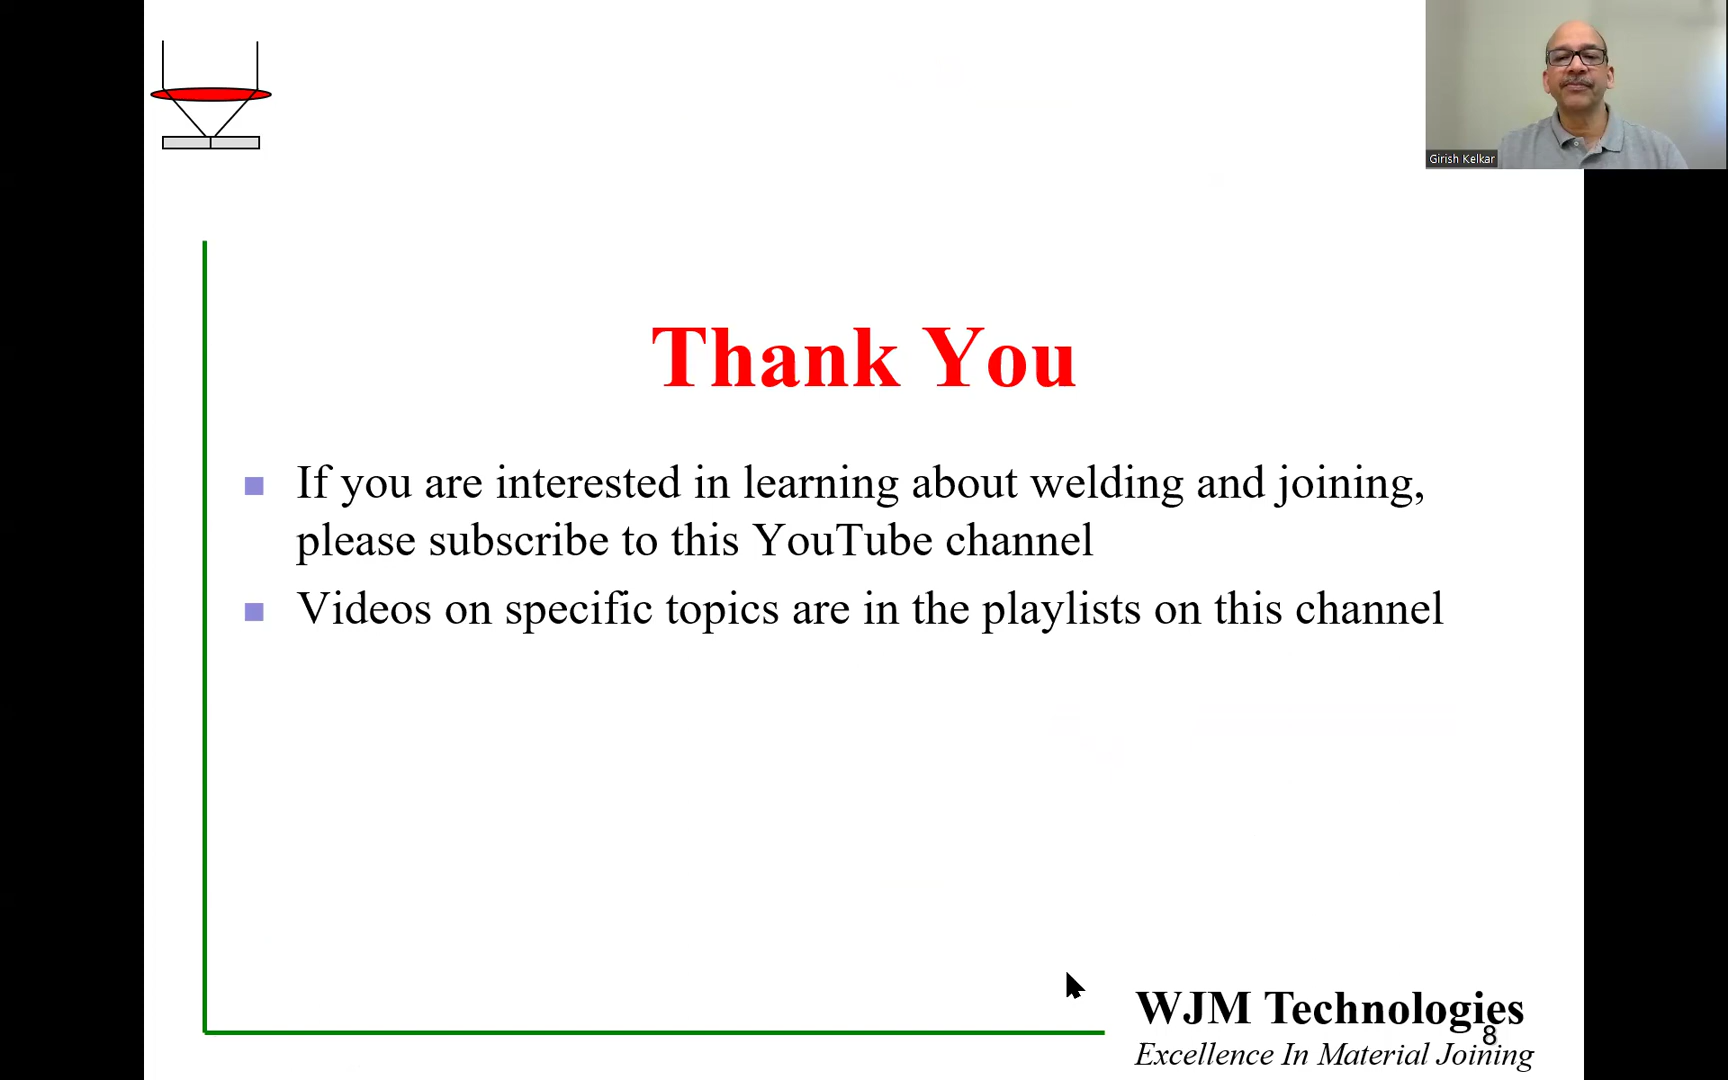 Girish Kelkar
Thank You
If you are interested in learning about welding and joining,
please subscribe to this YouTube channel
Videos on specific topics are in the playlists on this channel
WJM Technologies
8
Excellence In Material Joining